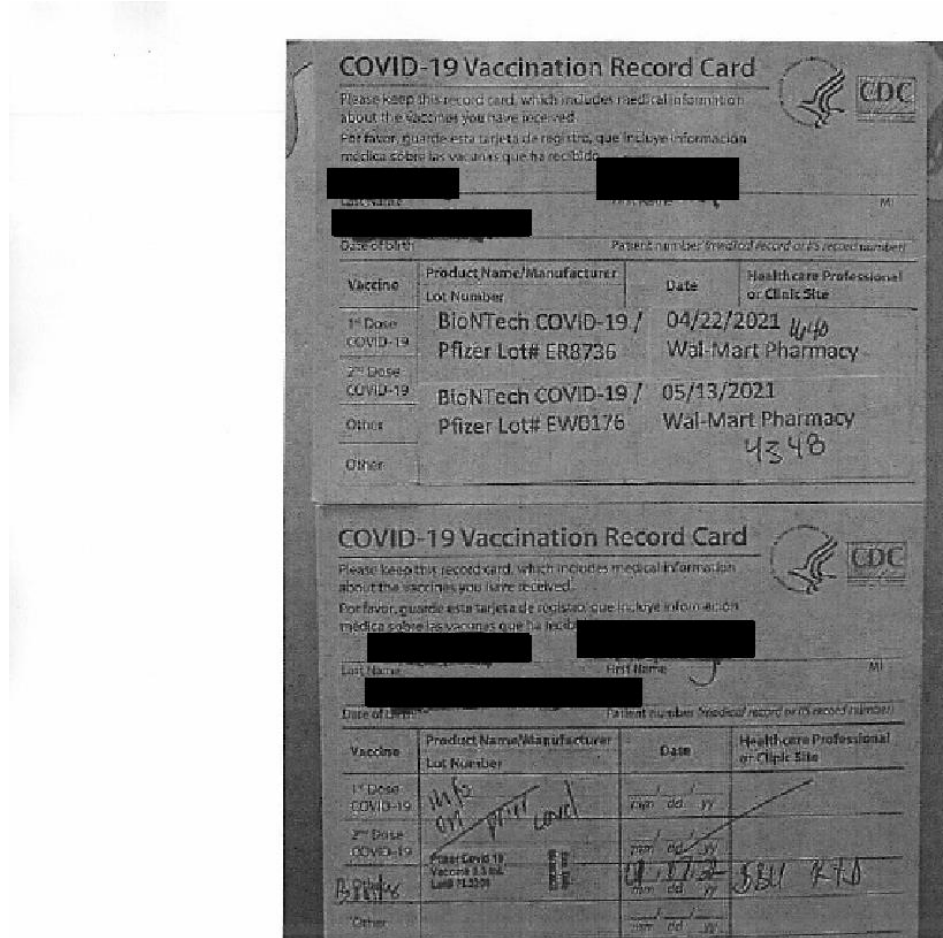 COVID-19 Vaccination Record Card
CDC
Please keep this record card, which includes medical information
about the vaccines you have received.
Por favor, guarde esta tarjeta de registro, que incluye información
médica sobre las vacunas que ha recibido.
Last Name First Name MI
Date of birth Patient number (medical record or IIS record number)
Vaccine Product Name/Manufacturer Date Healthcare Professional
Lot Number or Clinic Site
1st Dose BioNTech COVID-19 / 04/22/2021
COVID-19 Pfizer Lot# ER8736 Wal-Mart Pharmacy
2nd Dose
COVID-19 BioNTech COVID-19 / 05/13/2021
Other Pfizer Lot# EW0176 Wal-Mart Pharmacy
4348
Other
COVID-19 Vaccination Record Card
CDC
Please keep this record card, which includes medical information
about the vaccines you have received.
Por favor, guarde esta tarjeta de registro, que incluye información
médica sobre las vacunas que ha
Last Name First Name MI
Date of birth Patient number (medical record or IIS record number)
Vaccine Product Name/Manufacturer Date Healthcare Professional
Lot Number or Clinic Site
1st Dose info
COVID-19 on prior card mm dd yy
2nd Dose
COVID-19 Pfizer Covid 19 mm dd yy
Vaccine
Other Lot# mm dd yy
Other mm dd yy